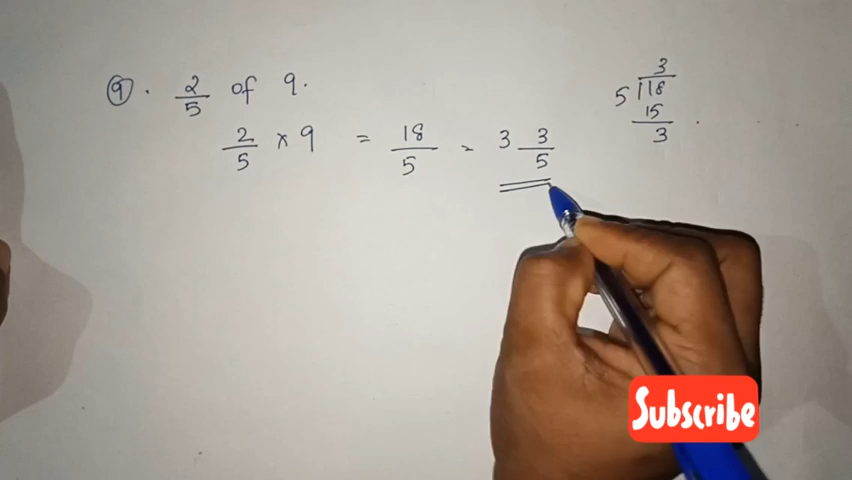 9. 2/5 of 9.
2/5 × 9 = 18/5 = 3 3/5
3
5 18
15
3
Subscribe